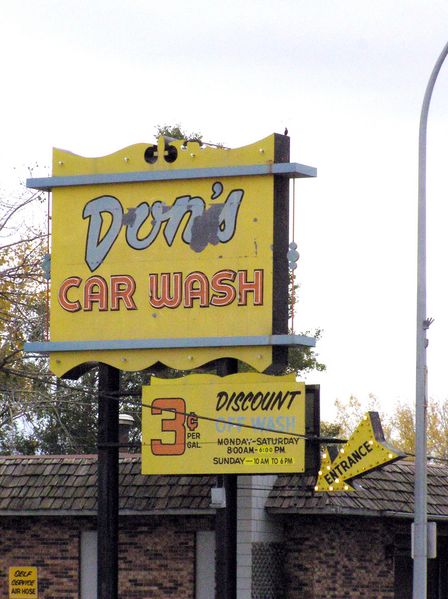 Don's
CAR WASH
3¢ PER GAL
DISCOUNT
OFF WASH
MONDAY-SATURDAY
8:00AM-6:00PM
SUNDAY-10 AM TO 6 PM
ENTRANCE
SELF
SERVICE
AIR HOSE